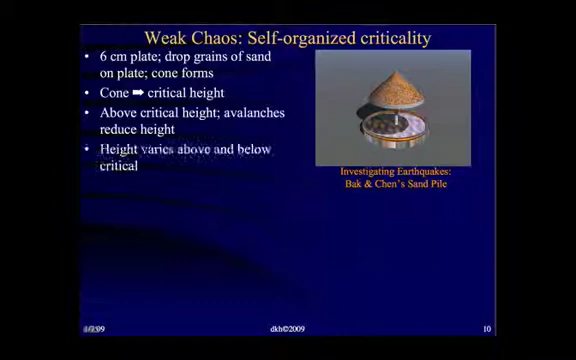 Weak Chaos: Self-organized criticality
• 6 cm plate; drop grains of sand
on plate; cone forms
• Cone ➡ critical height
• Above critical height; avalanches
reduce height
• Height varies above and below
critical
Investigating Earthquakes:
Bak & Chen's Sand Pile
dkh©2009
10